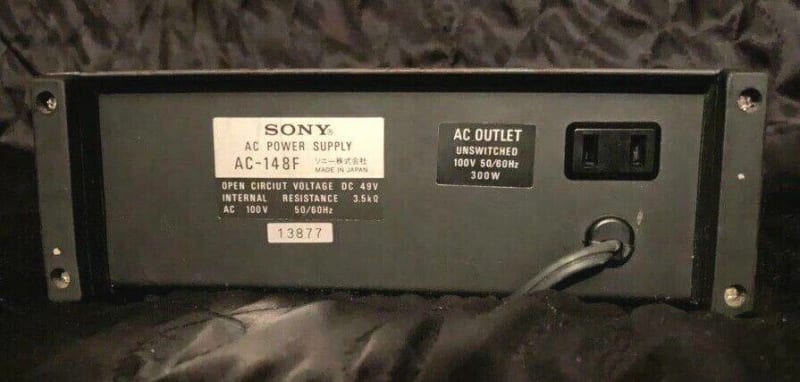 SONY®
AC POWER SUPPLY
AC-148F ソニー株式会社
MADE IN JAPAN
OPEN CIRCIUT VOLTAGE DC 49V
INTERNAL RESISTANCE 3.5kΩ
AC 100V 50/60Hz
13877
AC OUTLET
UNSWITCHED
100V 50/60Hz
300W